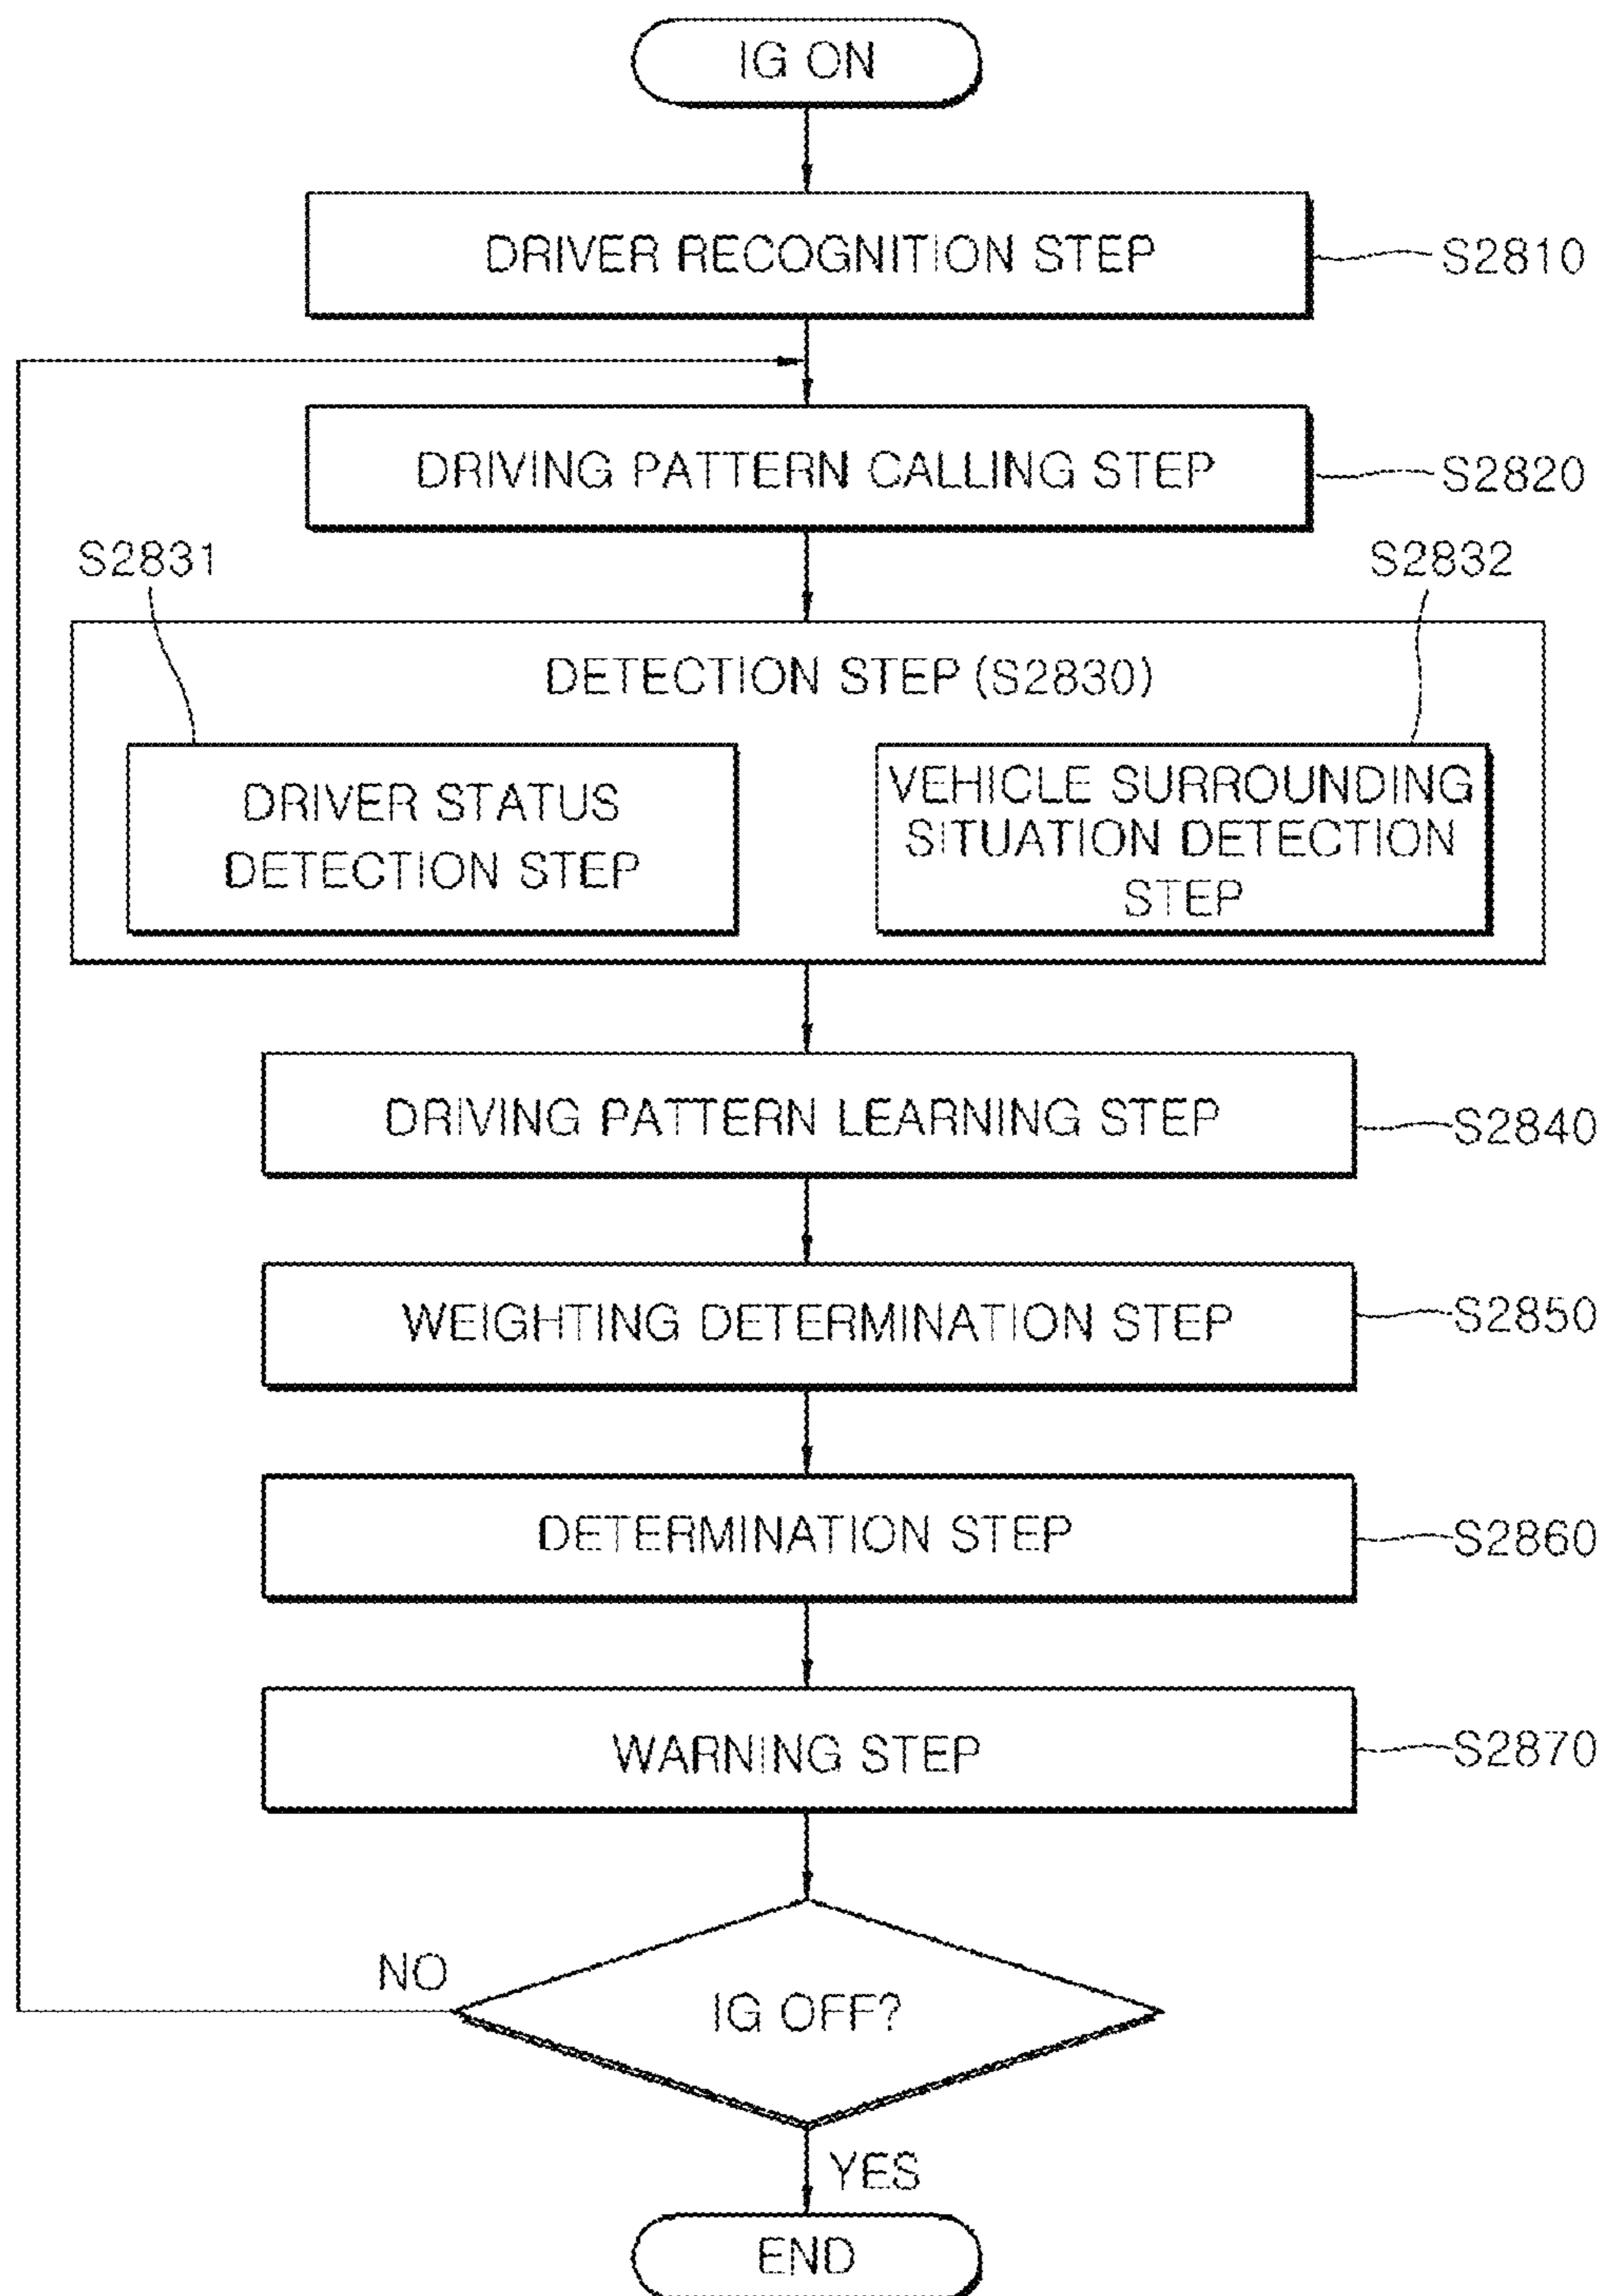 IG ON
DRIVER RECOGNITION STEP
S2810
DRIVING PATTERN CALLING STEP
S2820
S2831
S2832
DETECTION STEP (S2830)
DRIVER STATUS
DETECTION STEP
VEHICLE SURROUNDING
SITUATION DETECTION
STEP
DRIVING PATTERN LEARNING STEP
S2840
WEIGHTING DETERMINATION STEP
S2850
DETERMINATION STEP
S2860
WARNING STEP
S2870
NO
IG OFF?
YES
END